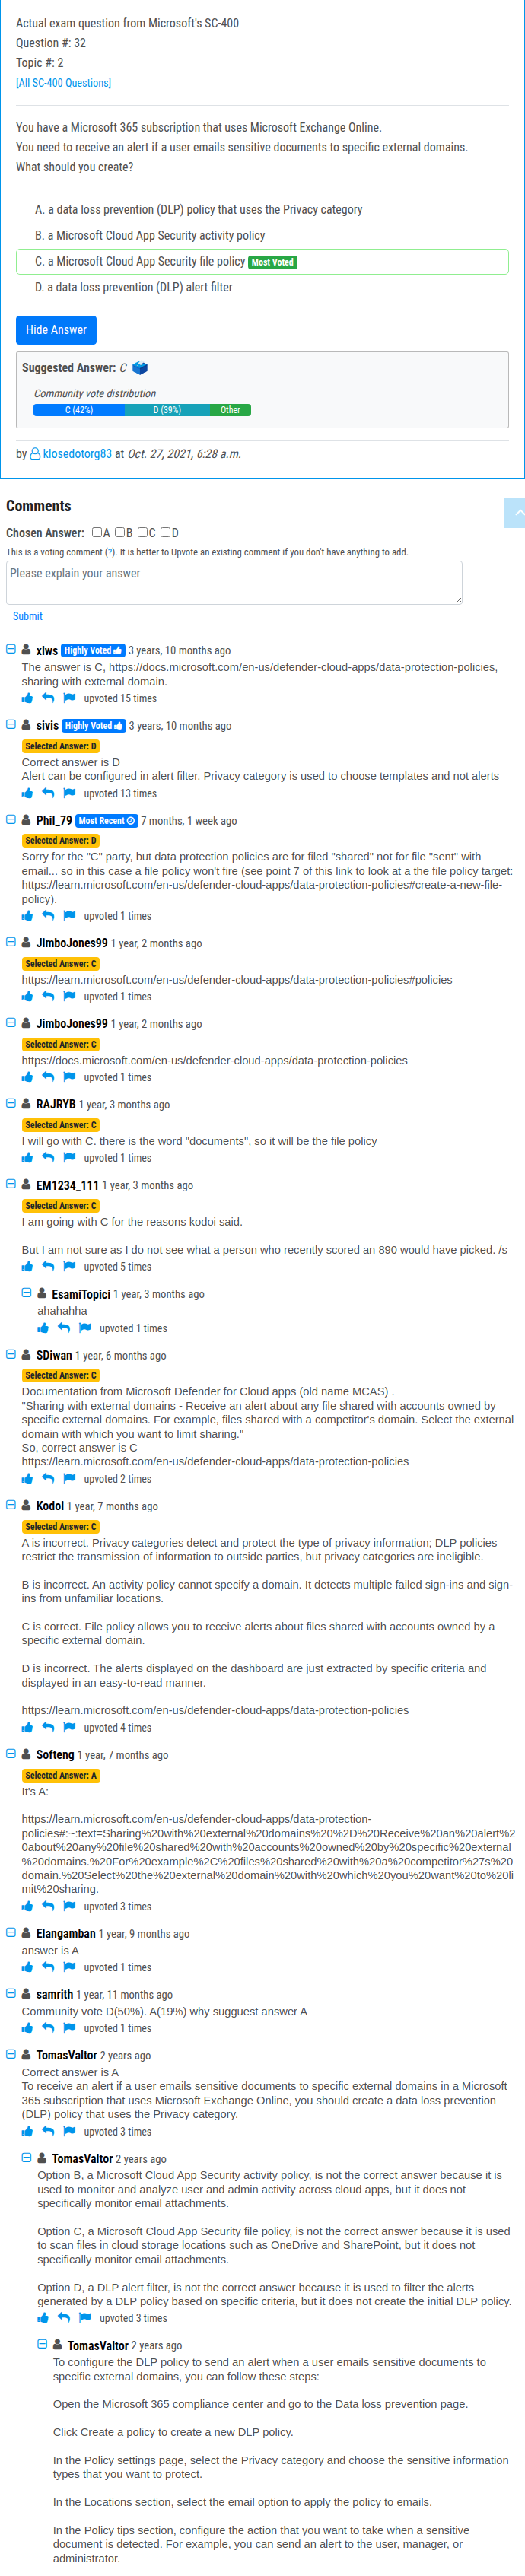 Actual exam question from Microsoft's SC-400
Question #: 32
Topic #: 2
[All SC-400 Questions]
You have a Microsoft 365 subscription that uses Microsoft Exchange Online.
You need to receive an alert if a user emails sensitive documents to specific external domains.
What should you create?
A. a data loss prevention (DLP) policy that uses the Privacy category
B. a Microsoft Cloud App Security activity policy
C. a Microsoft Cloud App Security file policy Most Voted
D. a data loss prevention (DLP) alert filter
Hide Answer
Suggested Answer: C
Community vote distribution
C (42%) D (39%) Other
by klosedotorg83 at Oct. 27, 2021, 6:28 a.m.
Comments
Chosen Answer: A B C D
This is a voting comment (?). It is better to Upvote an existing comment if you don't have anything to add.
Please explain your answer
Submit
xlws Highly Voted 3 years, 10 months ago
The answer is C, https://docs.microsoft.com/en-us/defender-cloud-apps/data-protection-policies,
sharing with external domain.
upvoted 15 times
sivis Highly Voted 3 years, 10 months ago
Selected Answer: D
Correct answer is D
Alert can be configured in alert filter. Privacy category is used to choose templates and not alerts
upvoted 13 times
Phil_79 Most Recent 7 months, 1 week ago
Selected Answer: D
Sorry for the "C" party, but data protection policies are for filed "shared" not for file "sent" with
email... so in this case a file policy won't fire (see point 7 of this link to look at a the file policy target:
https://learn.microsoft.com/en-us/defender-cloud-apps/data-protection-policies#create-a-new-file-
policy).
upvoted 1 times
JimboJones99 1 year, 2 months ago
Selected Answer: C
https://learn.microsoft.com/en-us/defender-cloud-apps/data-protection-policies#policies
upvoted 1 times
JimboJones99 1 year, 2 months ago
Selected Answer: C
https://docs.microsoft.com/en-us/defender-cloud-apps/data-protection-policies
upvoted 1 times
RAJRYB 1 year, 3 months ago
Selected Answer: C
I will go with C. there is the word "documents", so it will be the file policy
upvoted 1 times
EM1234_111 1 year, 3 months ago
Selected Answer: C
I am going with C for the reasons kodoi said.
But I am not sure as I do not see what a person who recently scored an 890 would have picked. /s
upvoted 5 times
EsamiTopici 1 year, 3 months ago
ahahahha
upvoted 1 times
SDiwan 1 year, 6 months ago
Selected Answer: C
Documentation from Microsoft Defender for Cloud apps (old name MCAS) .
"Sharing with external domains - Receive an alert about any file shared with accounts owned by
specific external domains. For example, files shared with a competitor's domain. Select the external
domain with which you want to limit sharing."
So, correct answer is C
https://learn.microsoft.com/en-us/defender-cloud-apps/data-protection-policies
upvoted 2 times
Kodoi 1 year, 7 months ago
Selected Answer: C
A is incorrect. Privacy categories detect and protect the type of privacy information; DLP policies
restrict the transmission of information to outside parties, but privacy categories are ineligible.
B is incorrect. An activity policy cannot specify a domain. It detects multiple failed sign-ins and sign-
ins from unfamiliar locations.
C is correct. File policy allows you to receive alerts about files shared with accounts owned by a
specific external domain.
D is incorrect. The alerts displayed on the dashboard are just extracted by specific criteria and
displayed in an easy-to-read manner.
https://learn.microsoft.com/en-us/defender-cloud-apps/data-protection-policies
upvoted 4 times
Softeng 1 year, 7 months ago
Selected Answer: A
It's A:
https://learn.microsoft.com/en-us/defender-cloud-apps/data-protection-
policies#:~:text=Sharing%20with%20external%20domains%20%2D%20Receive%20an%20alert%2
0about%20any%20file%20shared%20with%20accounts%20owned%20by%20specific%20external
%20domains.%20For%20example%2C%20files%20shared%20with%20a%20competitor%27s%20
domain.%20Select%20the%20external%20domain%20with%20which%20you%20want%20to%20li
mit%20sharing.
upvoted 3 times
Elangamban 1 year, 9 months ago
answer is A
upvoted 1 times
samrith 1 year, 11 months ago
Community vote D(50%). A(19%) why sugguest answer A
upvoted 1 times
TomasValtor 2 years ago
Correct answer is A
To receive an alert if a user emails sensitive documents to specific external domains in a Microsoft
365 subscription that uses Microsoft Exchange Online, you should create a data loss prevention
(DLP) policy that uses the Privacy category.
upvoted 3 times
TomasValtor 2 years ago
Option B, a Microsoft Cloud App Security activity policy, is not the correct answer because it is
used to monitor and analyze user and admin activity across cloud apps, but it does not
specifically monitor email attachments.
Option C, a Microsoft Cloud App Security file policy, is not the correct answer because it is used
to scan files in cloud storage locations such as OneDrive and SharePoint, but it does not
specifically monitor email attachments.
Option D, a DLP alert filter, is not the correct answer because it is used to filter the alerts
generated by a DLP policy based on specific criteria, but it does not create the initial DLP policy.
upvoted 3 times
TomasValtor 2 years ago
To configure the DLP policy to send an alert when a user emails sensitive documents to
specific external domains, you can follow these steps:
Open the Microsoft 365 compliance center and go to the Data loss prevention page.
Click Create a policy to create a new DLP policy.
In the Policy settings page, select the Privacy category and choose the sensitive information
types that you want to protect.
In the Locations section, select the email option to apply the policy to emails.
In the Policy tips section, configure the action that you want to take when a sensitive
document is detected. For example, you can send an alert to the user, manager, or
administrator.